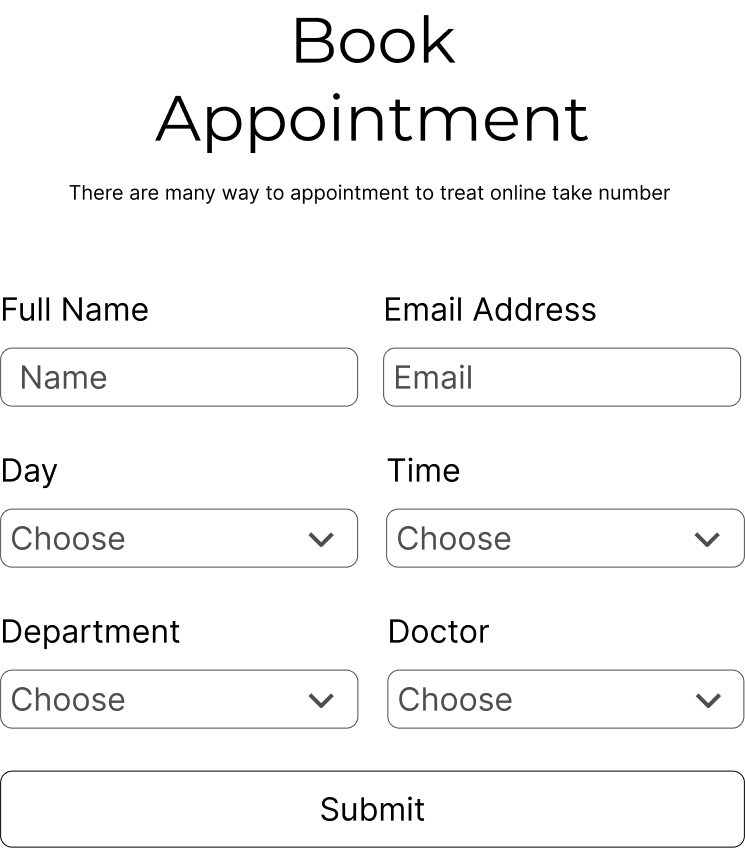 Book
Appointment
There are many way to appointment to treat online take number
Full Name
Email Address
Name
Email
Day
Time
Choose
Choose
Department
Doctor
Choose
Choose
Submit